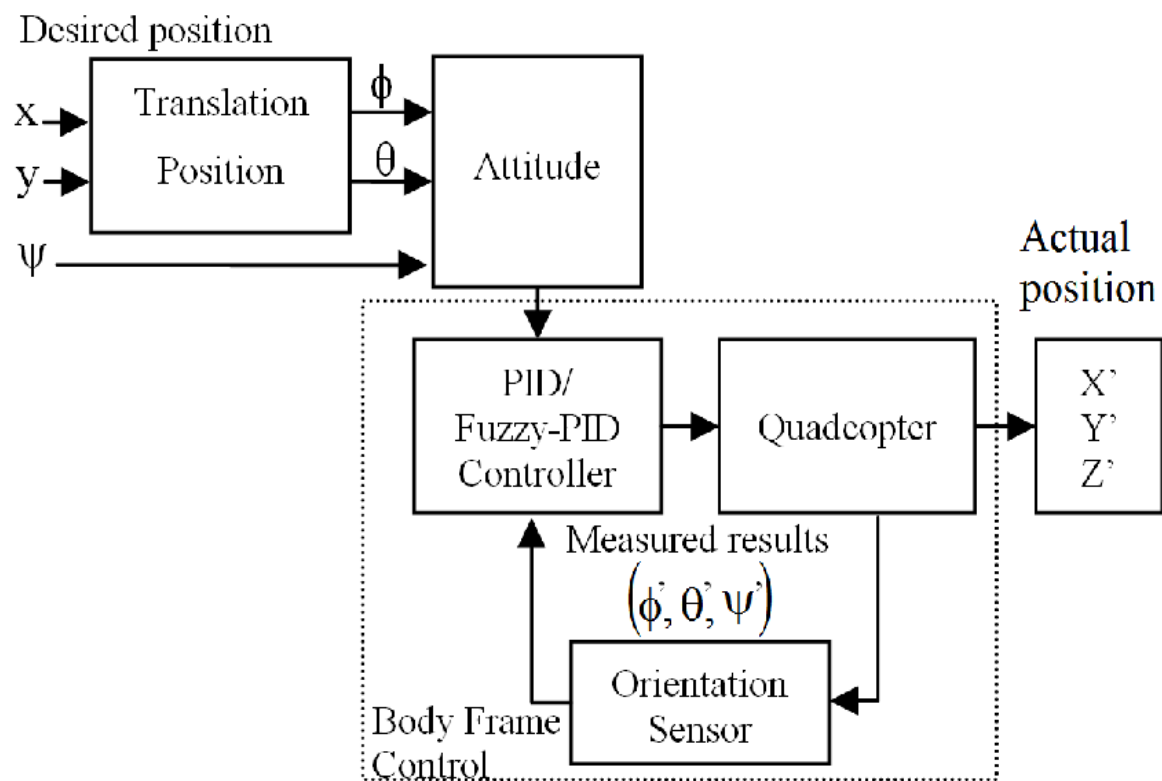 Desired position
x
y
ψ
Translation
Position
ϕ
θ
Attitude
Actual
position
PID/
Fuzzy-PID
Controller
Quadcopter
X’
Y’
Z’
Measured results
(ϕ’, θ’, ψ’)
Orientation
Sensor
Body Frame
Control